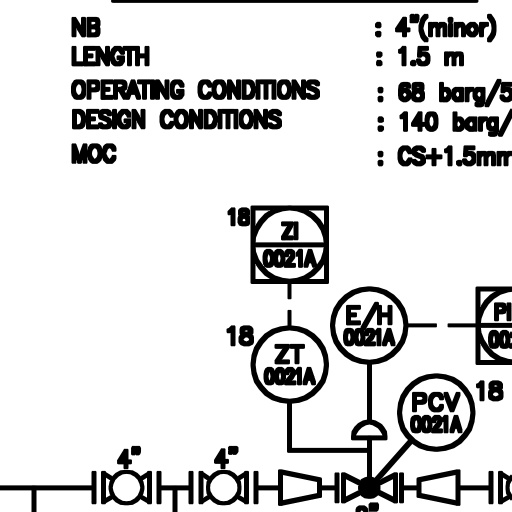 NB : 4"(minor)
LENGTH : 1.5 m
OPERATING CONDITIONS : 68 barg/5
DESIGN CONDITIONS : 140 barg/
MOC : CS+1.5mm
18
ZI
0021A
E/H
0021A
PI
18
ZT
0021A
18
PCV
0021A
4"
4"